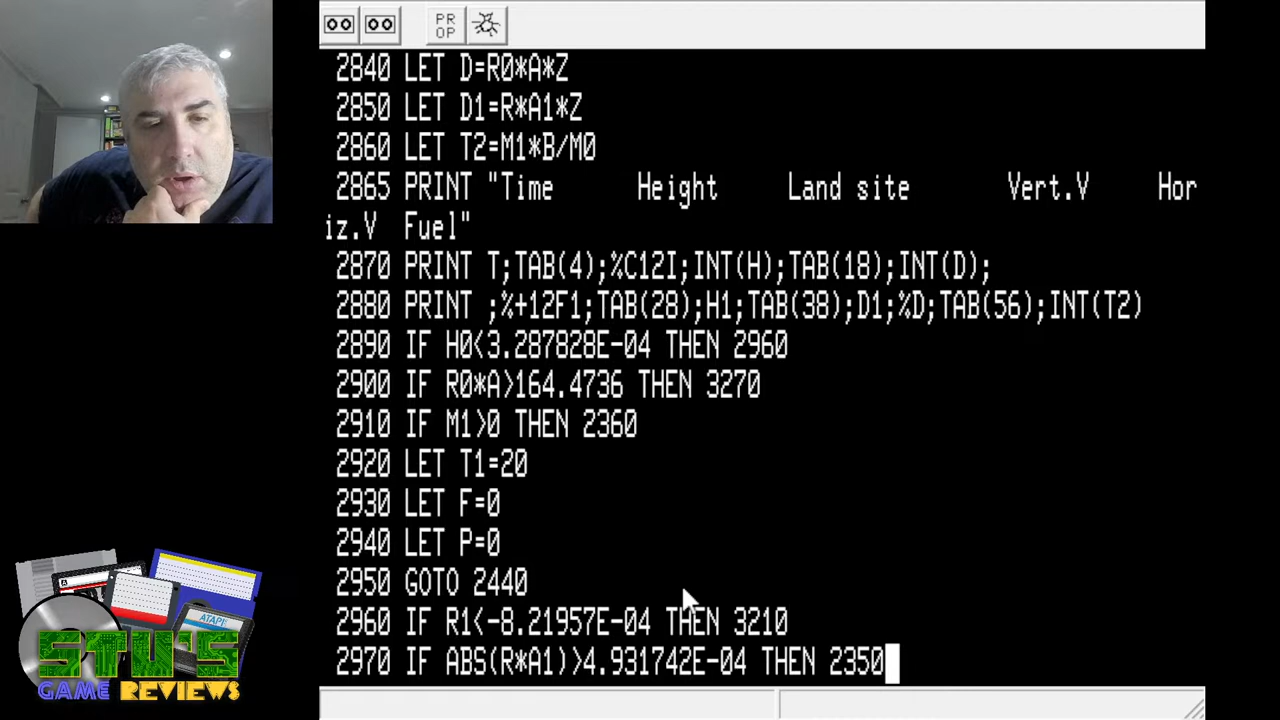 PR
OP
2840 LET D=R0*A*Z
2850 LET D1=R*A1*Z
2860 LET T2=M1*B/M0
2865 PRINT "Time Height Land site Vert.V Hor
iz.V Fuel"
2870 PRINT T;TAB(4);%C12I;INT(H);TAB(18);INT(D);
2880 PRINT ;%+12F1;TAB(28);H1;TAB(38);D1;%D;TAB(56);INT(T2)
2890 IF H0<3.287828E-04 THEN 2960
2900 IF R0*A>164.4736 THEN 3270
2910 IF M1>0 THEN 2360
2920 LET T1=20
2930 LET F=0
2940 LET P=0
2950 GOTO 2440
2960 IF R1<-8.21957E-04 THEN 3210
2970 IF ABS(R*A1)>4.931742E-04 THEN 2350
ATARI
STU'S
GAME REVIEWS